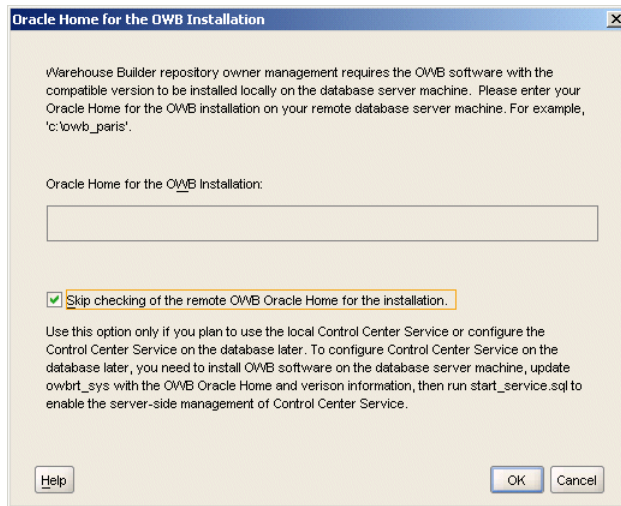 Oracle Home for the OWB Installation
Warehouse Builder repository owner management requires the OWB software with the
compatible version to be installed locally on the database server machine. Please enter your
Oracle Home for the OWB installation on your remote database server machine. For example,
'c:\owb_paris'.
Oracle Home for the OWB Installation:
Skip checking of the remote OWB Oracle Home for the installation.
Use this option only if you plan to use the local Control Center Service or configure the
Control Center Service on the database later. To configure Control Center Service on the
database later, you need to install OWB software on the database server machine, update
owbrt_sys with the OWB Oracle Home and verison information, then run start_service.sql to
enable the server-side management of Control Center Service.
Help OK Cancel